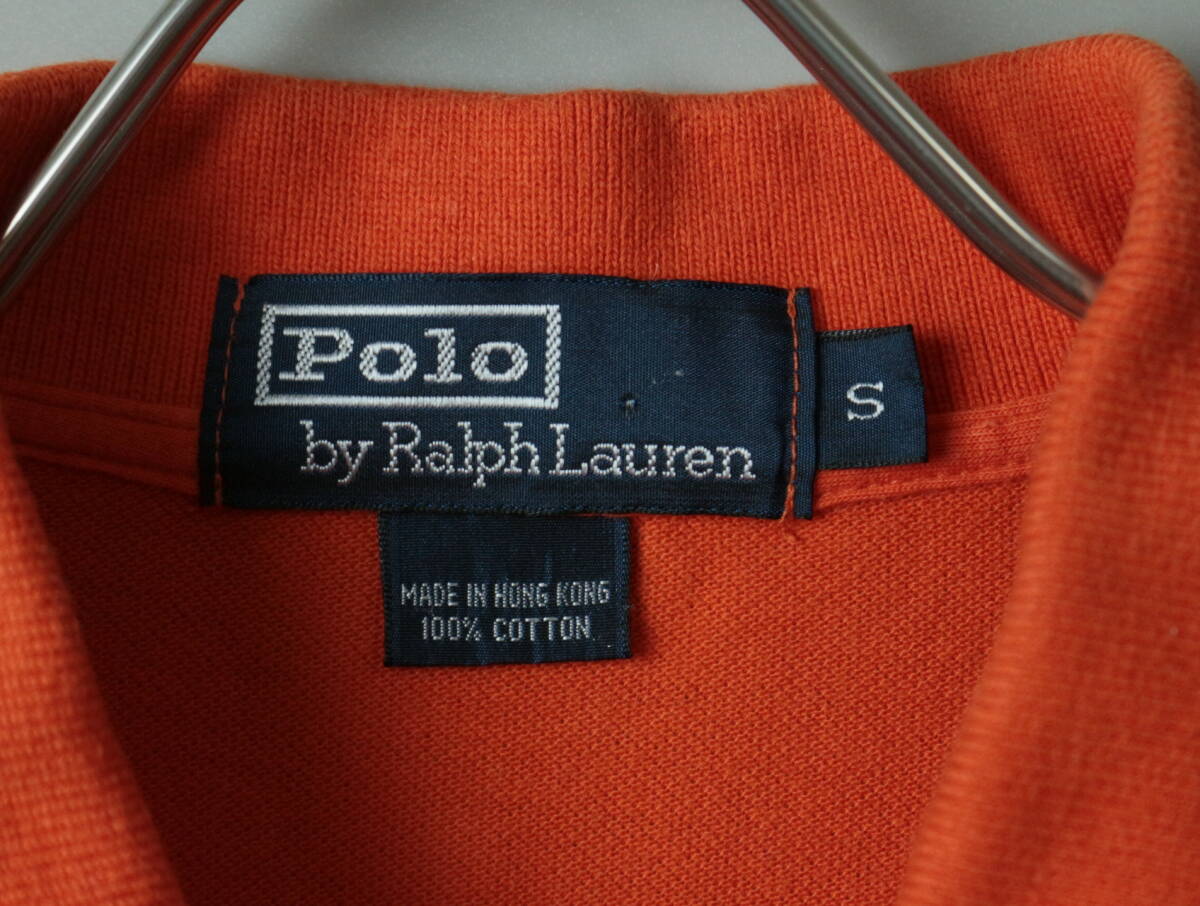 Polo
by Ralph Lauren
S
MADE IN HONG KONG
100% COTTON